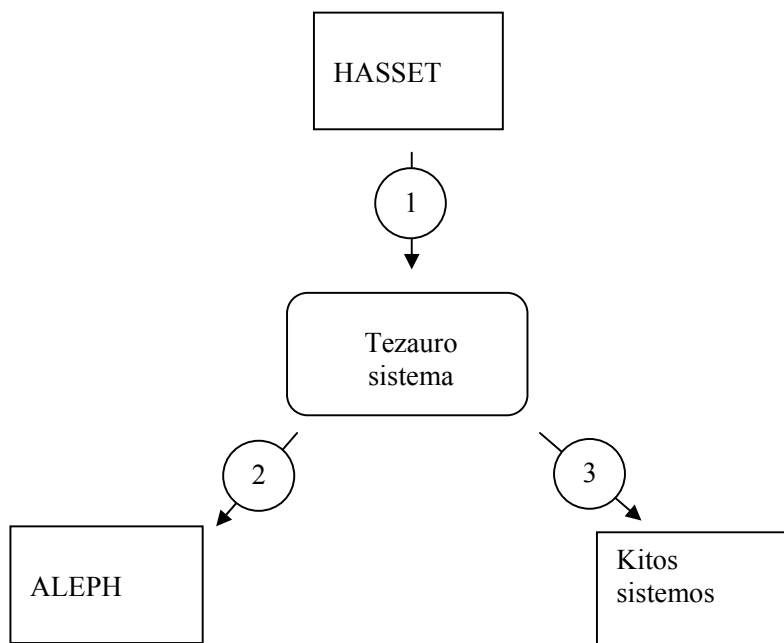 HASSET
1
Tezauro
sistema
2
3
ALEPH
Kitos
sistemos